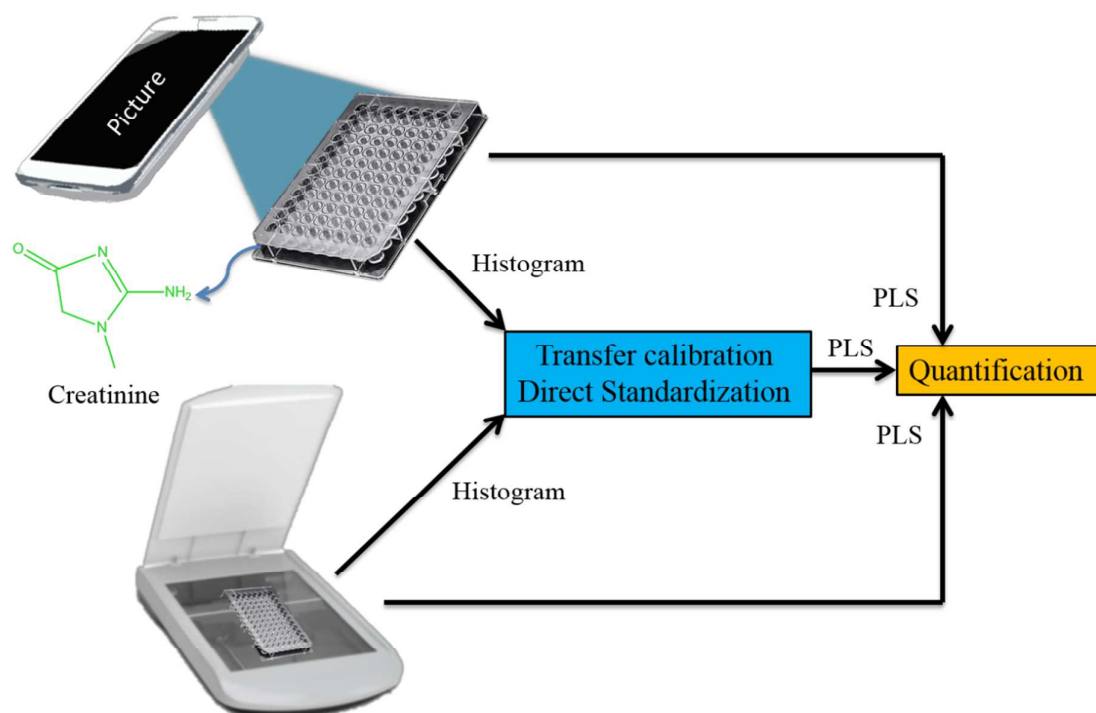 Picture
O
N
NH2
N
Creatinine
Histogram
Histogram
Transfer calibration
Direct Standardization
PLS
PLS
PLS
Quantification